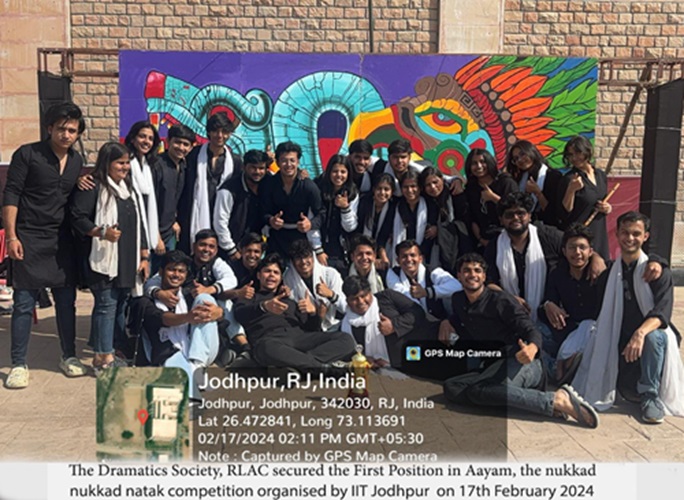 GPS Map Camera
Jodhpur,RJ,India
Jodhpur, Jodhpur, 342030, RJ, India
Lat 26.472841, Long 73.113691
02/17/2024 02:11 PM GMT+05:30
Note : Captured by GPS Map Camera
The Dramatics Society, RLAC secured the First Position in Aayam, the nukkad
nukkad natak competition organised by IIT Jodhpur on 17th February 2024